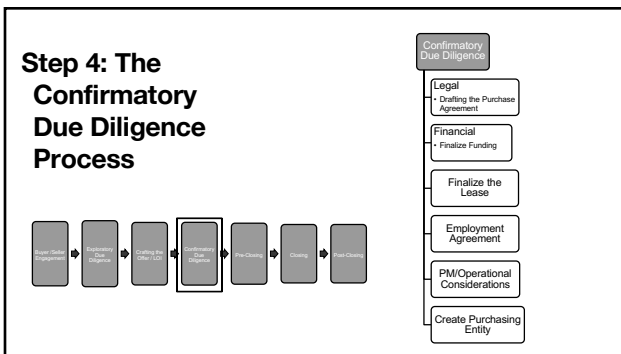 Step 4: The
Confirmatory
Due Diligence
Process
Buyer /Seller
Engagement
Exploratory
Due
Diligence
Crafting the
Offer / LOI
Confirmatory
Due
Diligence
Pre-Closing
Closing
Post-Closing
Confirmatory
Due Diligence
Legal
• Drafting the Purchase
Agreement
Financial
• Finalize Funding
Finalize the
Lease
Employment
Agreement
PM/Operational
Considerations
Create Purchasing
Entity